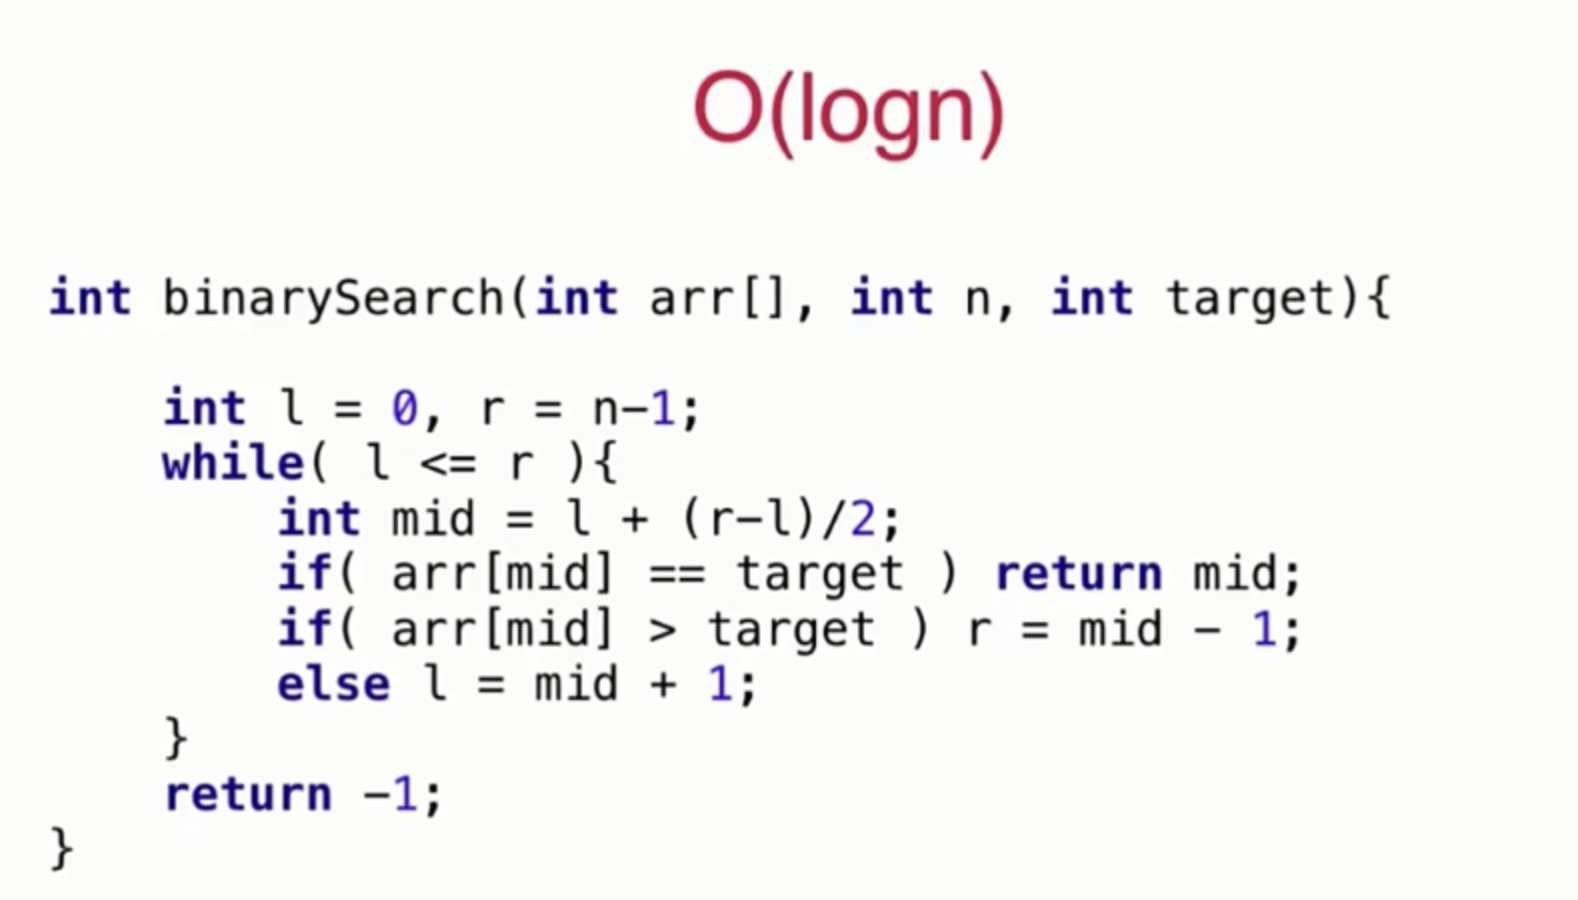 O(logn)
int binarySearch(int arr[], int n, int target){
    int l = 0, r = n-1;
    while( l <= r ){
        int mid = l + (r-l)/2;
        if( arr[mid] == target ) return mid;
        if( arr[mid] > target ) r = mid - 1;
        else l = mid + 1;
    }
    return -1;
}